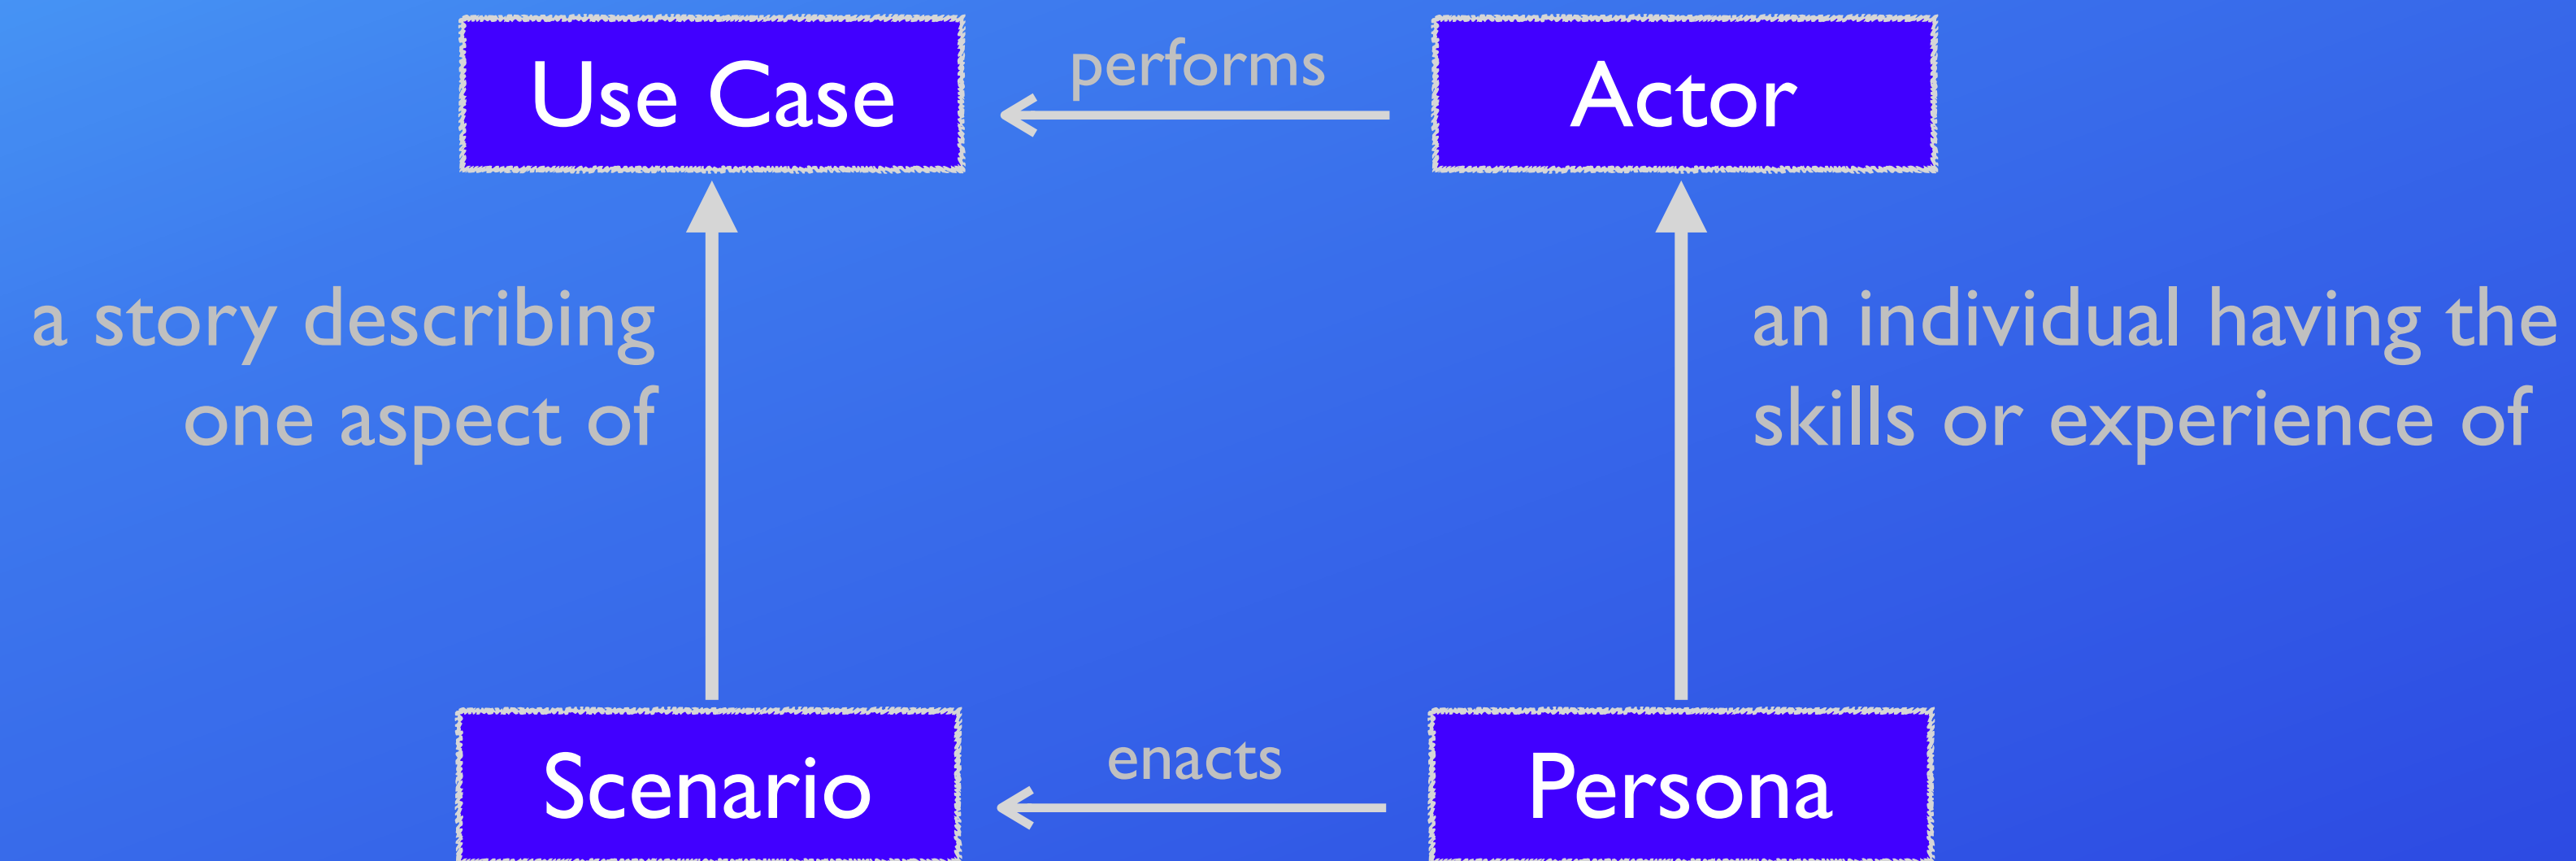 Use Case
performs
Actor
a story describing
one aspect of
an individual having the
skills or experience of
Scenario
enacts
Persona